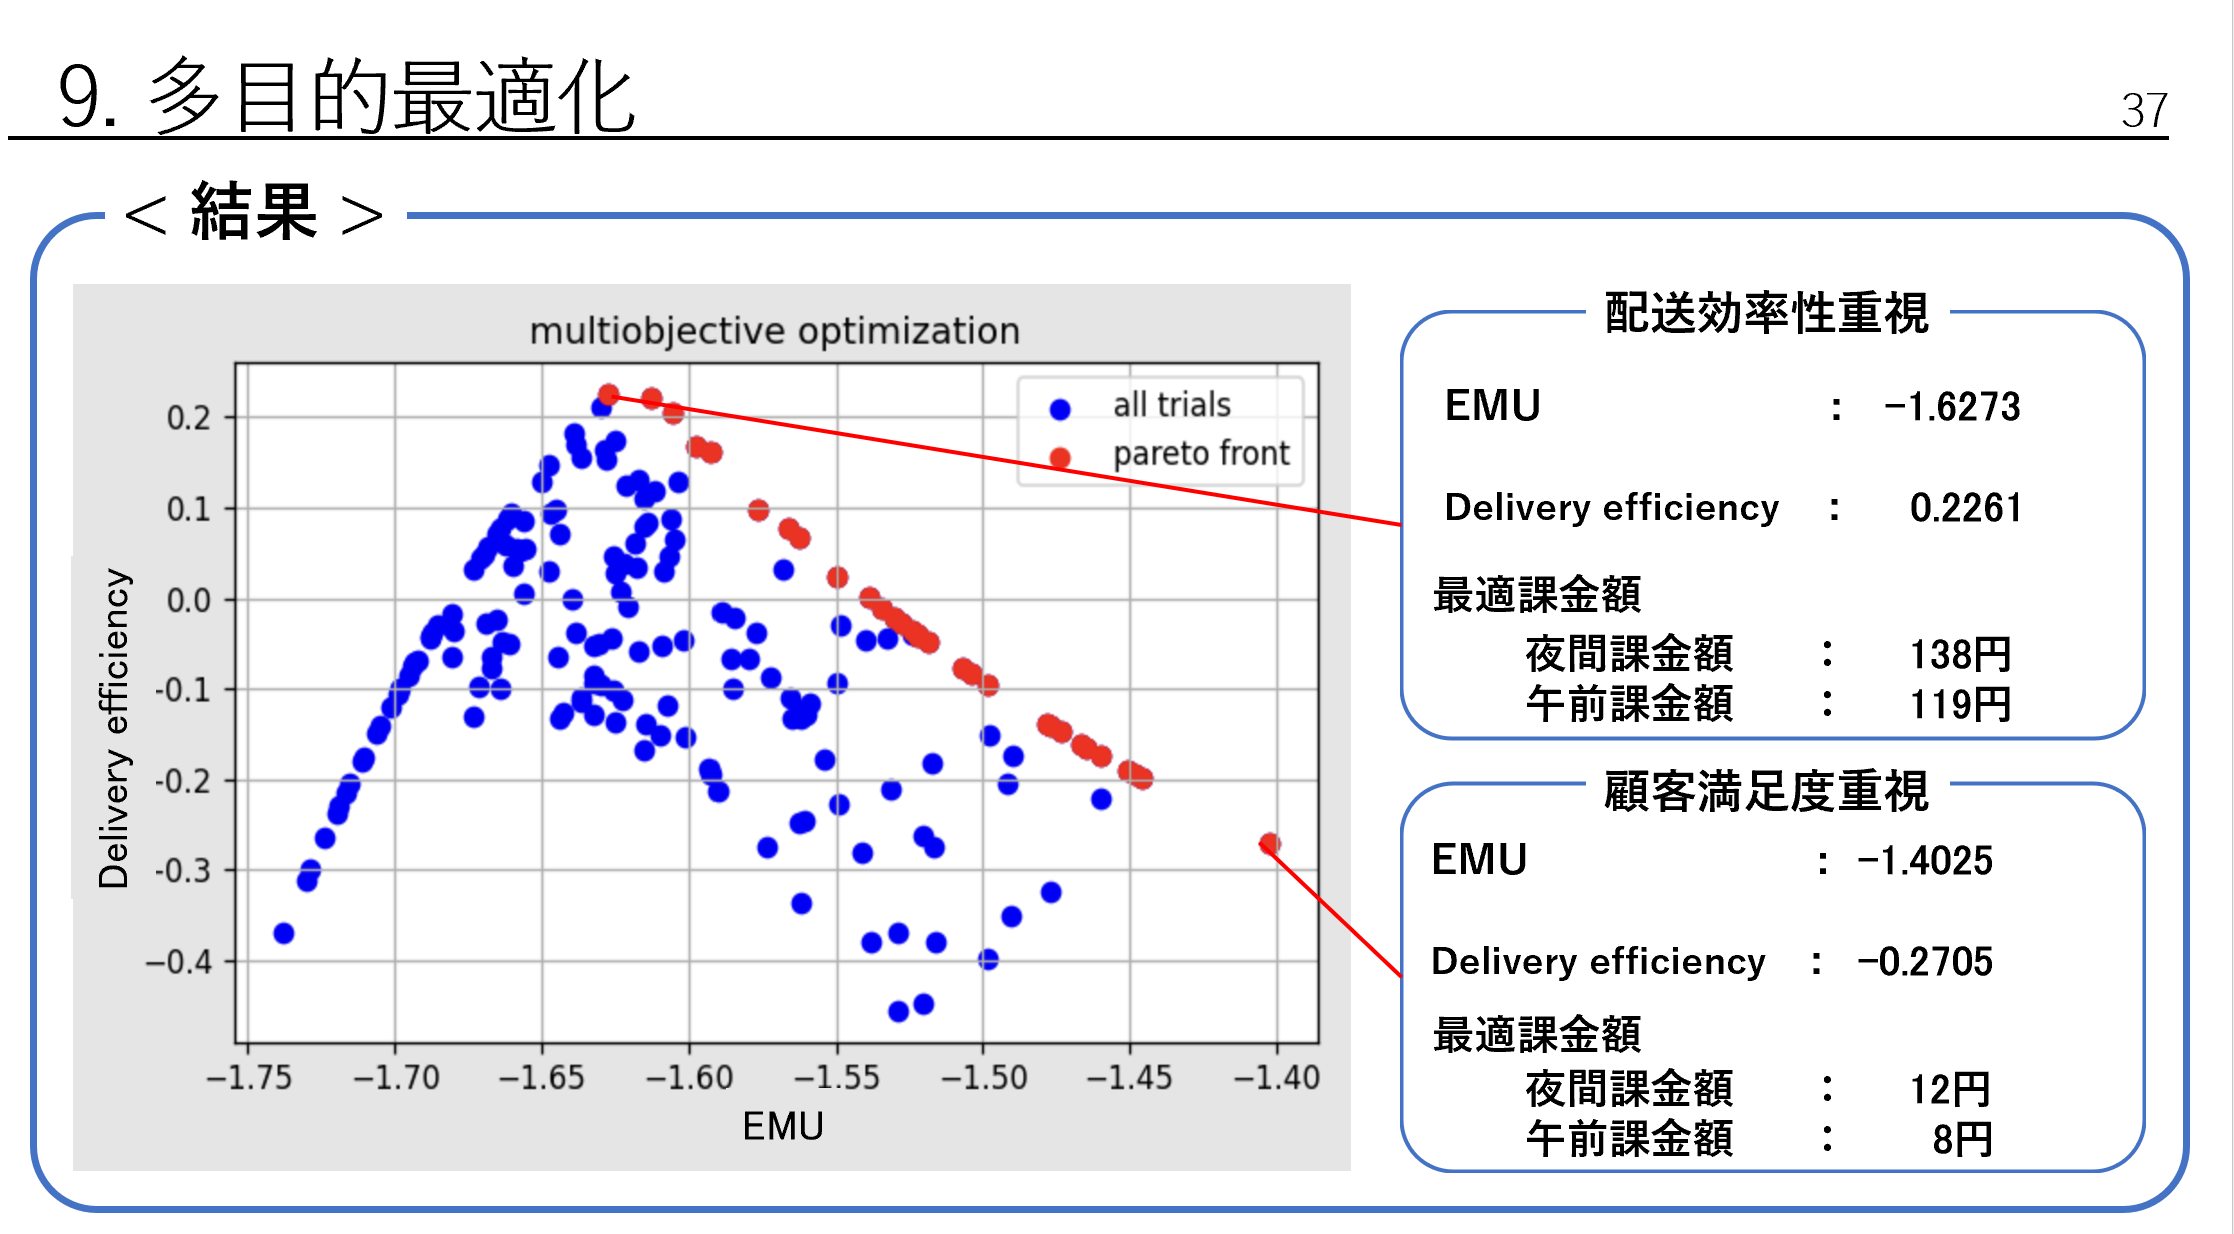 9. 多目的最適化
37
< 結果 >
multiobjective optimization
all trials
pareto front
Delivery efficiency
0.2
0.1
0.0
-0.1
-0.2
-0.3
−0.4
−1.75 −1.70 −1.65 −1.60 −1.55 −1.50 −1.45 −1.40
EMU
配送効率性重視
EMU : −1.6273
Delivery efficiency : 0.2261
最適課金額
夜間課金額 : 138円
午前課金額 : 119円
顧客満足度重視
EMU : −1.4025
Delivery efficiency : −0.2705
最適課金額
夜間課金額 : 12円
午前課金額 : 8円